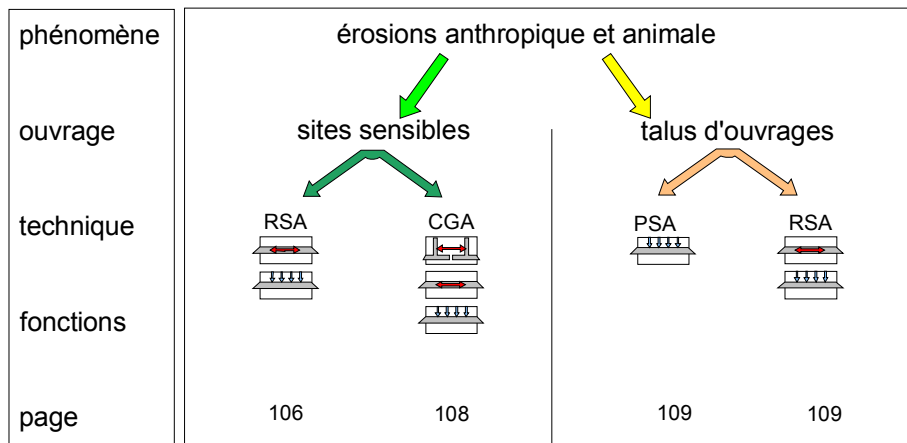 phénomène
érosions anthropique et animale
ouvrage
sites sensibles
talus d'ouvrages
technique
RSA
CGA
PSA
RSA
fonctions
page
106
108
109
109